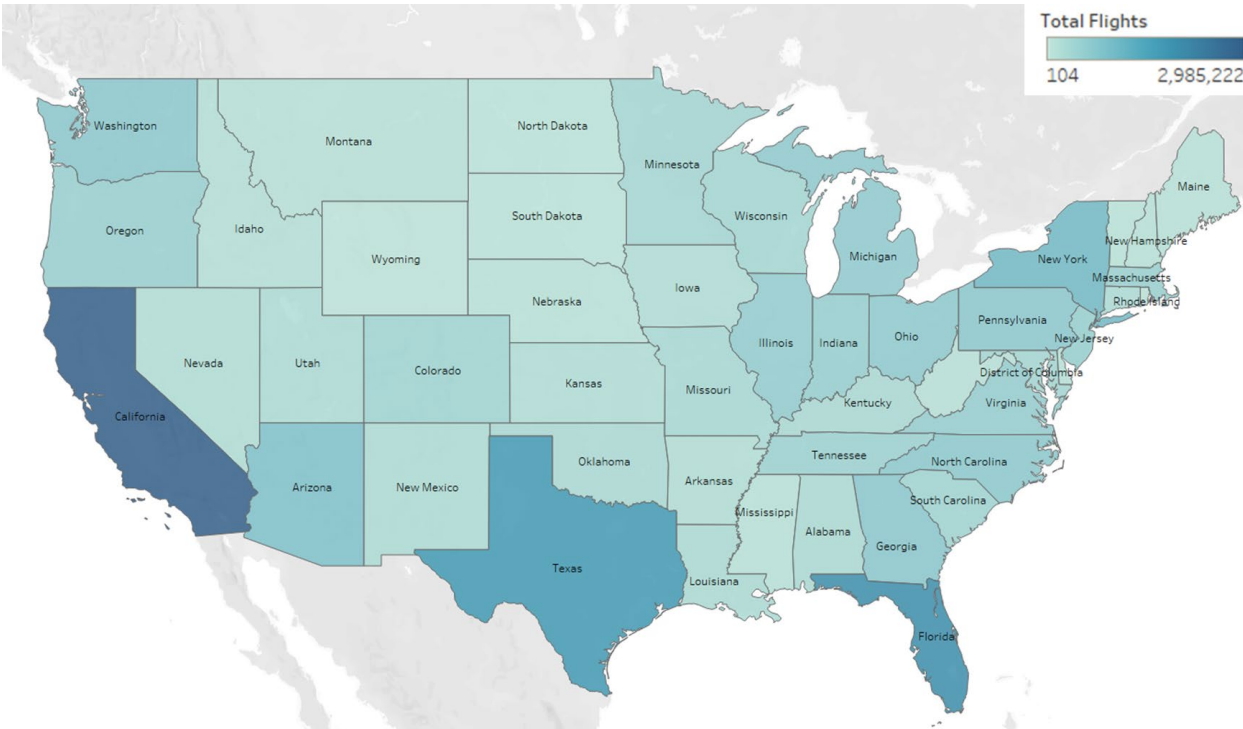 Total Flights
104 2,985,222
Washington
Montana
North Dakota
Minnesota
Maine
Oregon
Idaho
South Dakota
Wisconsin
New Hampshire
Wyoming
Michigan
New York
Massachusetts
Nebraska
Iowa
Rhode Island
Pennsylvania
Nevada
Utah
Colorado
Illinois
Indiana
Ohio
New Jersey
Kansas
Missouri
District of Columbia
California
Kentucky
Virginia
Arizona
New Mexico
Oklahoma
Tennessee
North Carolina
Arkansas
South Carolina
Mississippi
Alabama
Georgia
Texas
Louisiana
Florida